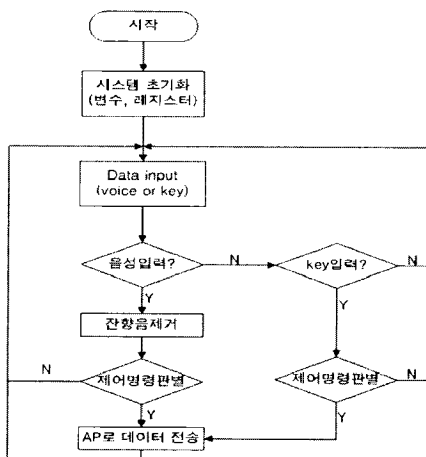 시작
시스템 초기화
(변수, 레지스터)
Data input
(voice or key)
음성입력?
N
key입력?
N
Y
Y
잔향음제거
N
제어명령판별
제어명령판별
N
Y
Y
AP로 데이터 전송